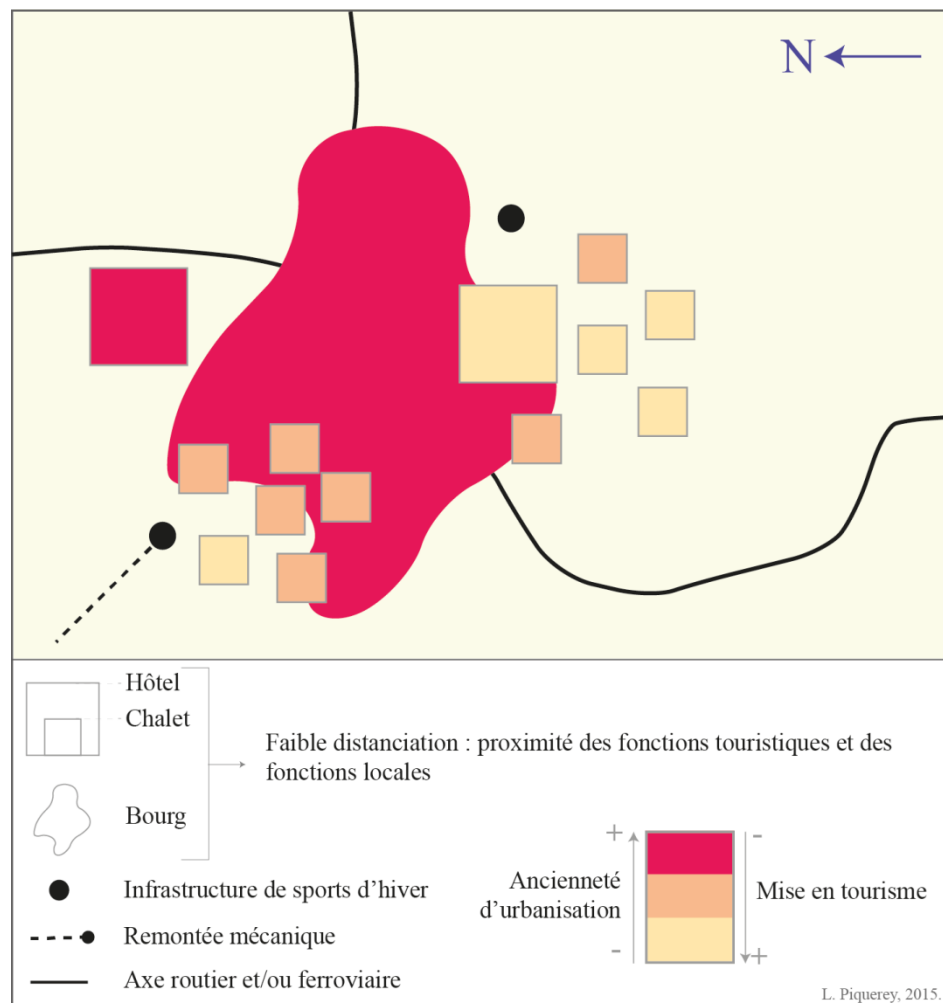 N
Hôtel
Chalet
Faible distanciation : proximité des fonctions touristiques et des
fonctions locales
Bourg
Infrastructure de sports d’hiver
Remontée mécanique
Axe routier et/ou ferroviaire
+
-
Ancienneté
d’urbanisation
Mise en tourisme
-
+
L. Piquerey, 2015.